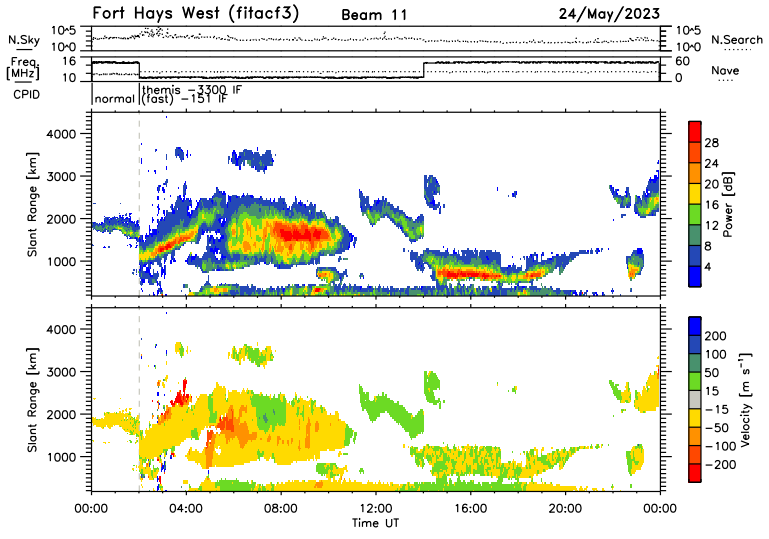 Fort Hays West (fitacf3) Beam 11 24/May/2023
N.Sky 10^5 10^0 10^5 10^0 N.Search
Freq. [MHz] 16 10 60 0 Nave
CPID normal themis -3300 IF
(fast) -151 IF
Slant Range [km]
4000
3000
2000
1000
28
24
20
16
12
8
4
Power [dB]
Slant Range [km]
4000
3000
2000
1000
200
100
50
15
-15
-50
-100
-200
Velocity [m s⁻¹]
00:00 04:00 08:00 12:00 16:00 20:00 00:00
Time UT